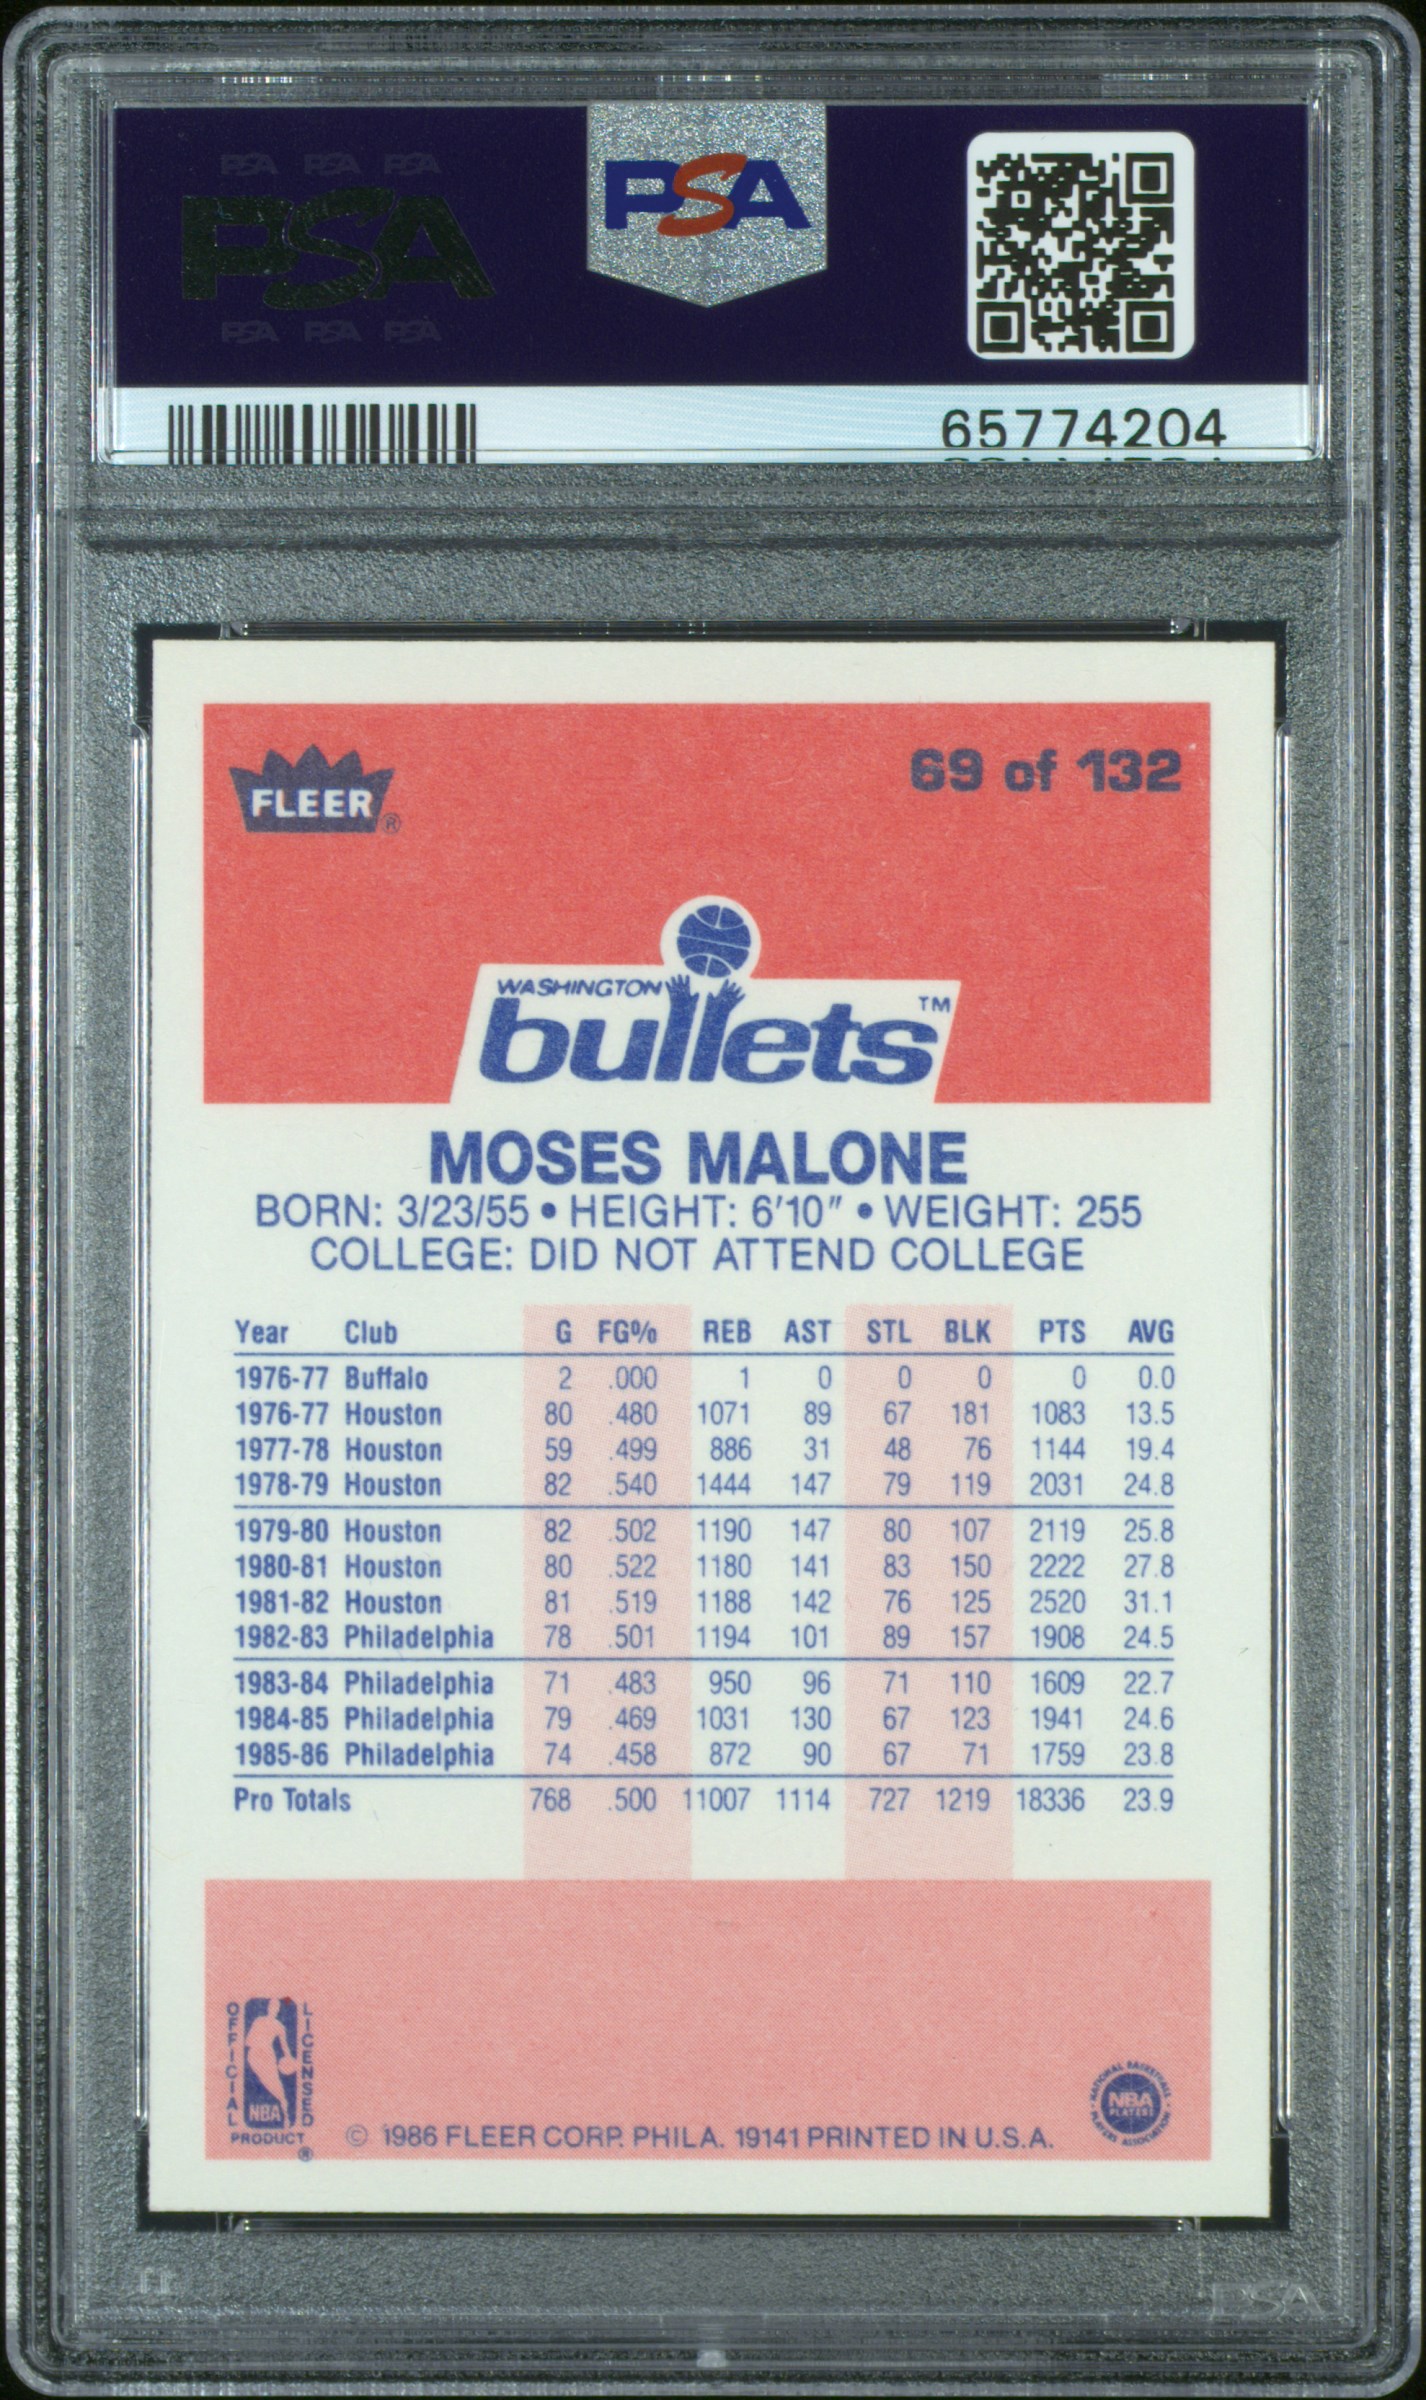 PSA PSA PSA
PSA
PSA PSA PSA
PSA
65774204
FLEER®
69 of 132
WASHINGTON
bullets™
MOSES MALONE
BORN: 3/23/55 • HEIGHT: 6'10" • WEIGHT: 255
COLLEGE: DID NOT ATTEND COLLEGE
Year Club G FG% REB AST STL BLK PTS AVG
1976-77 Buffalo 2 .000 1 0 0 0 0 0.0
1976-77 Houston 80 .480 1071 89 67 181 1083 13.5
1977-78 Houston 59 .499 886 31 48 76 1144 19.4
1978-79 Houston 82 .540 1444 147 79 119 2031 24.8
1979-80 Houston 82 .502 1190 147 80 107 2119 25.8
1980-81 Houston 80 .522 1180 141 83 150 2222 27.8
1981-82 Houston 81 .519 1188 142 76 125 2520 31.1
1982-83 Philadelphia 78 .501 1194 101 89 157 1908 24.5
1983-84 Philadelphia 71 .483 950 96 71 110 1609 22.7
1984-85 Philadelphia 79 .469 1031 130 67 123 1941 24.6
1985-86 Philadelphia 74 .458 872 90 67 71 1759 23.8
Pro Totals 768 .500 11007 1114 727 1219 18336 23.9
OFFICIAL LICENSED
NBA
PRODUCT®
© 1986 FLEER CORP. PHILA. 19141 PRINTED IN U.S.A.
NATIONAL BASKETBALL
NBA
PLAYERS
PLAYERS ASSOCIATION
PSA